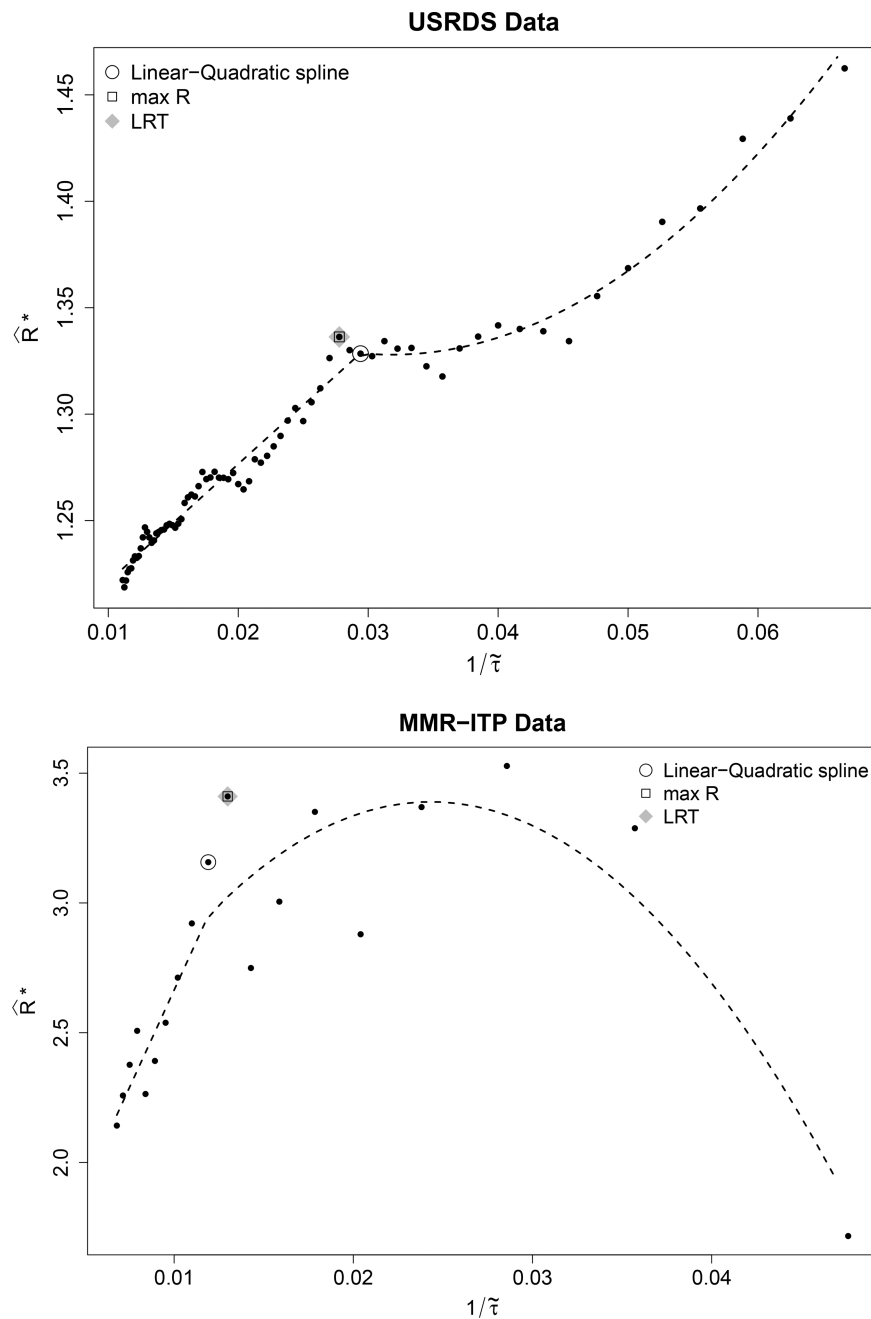 USRDS Data
Linear−Quadratic spline
max R
LRT
1.45
1.40
1.35
1.30
1.25
R̂*
0.01 0.02 0.03 0.04 0.05 0.06
1/τ̃
MMR−ITP Data
Linear−Quadratic spline
max R
LRT
3.5
3.0
2.5
2.0
R̂*
0.01 0.02 0.03 0.04
1/τ̃